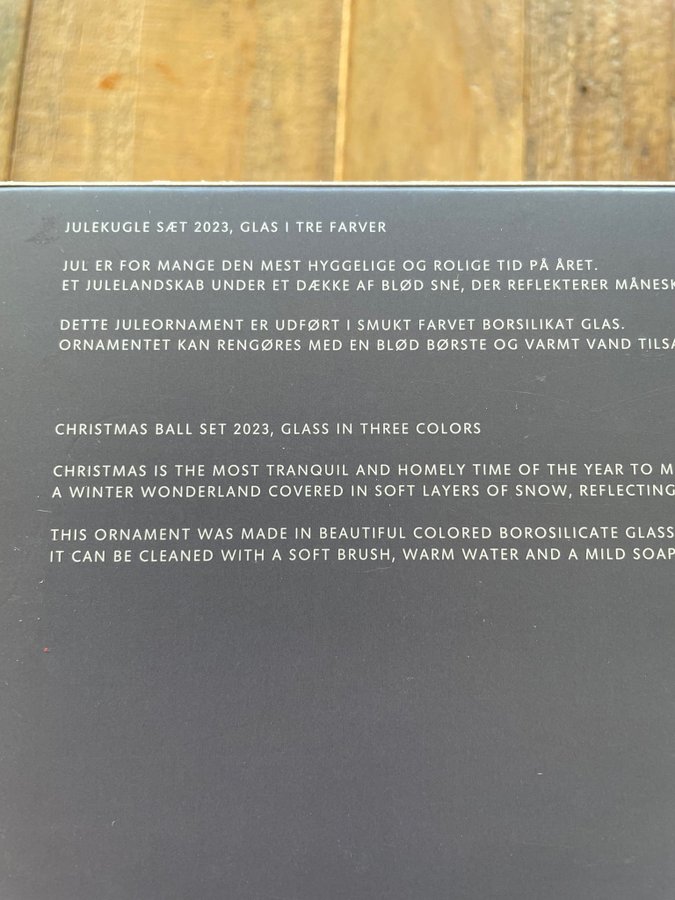 JULEKUGLE SÆT 2023, GLAS I TRE FARVER
JUL ER FOR MANGE DEN MEST HYGGELIGE OG ROLIGE TID PÅ ÅRET.
ET JULELANDSKAB UNDER ET DÆKKE AF BLØD SNE, DER REFLEKTERER MÅNESK
DETTE JULEORNAMENT ER UDFØRT I SMUKT FARVET BORSILIKAT GLAS.
ORNAMENTET KAN RENGØRES MED EN BLØD BØRSTE OG VARMT VAND TILSA
CHRISTMAS BALL SET 2023, GLASS IN THREE COLORS
CHRISTMAS IS THE MOST TRANQUIL AND HOMELY TIME OF THE YEAR TO M
A WINTER WONDERLAND COVERED IN SOFT LAYERS OF SNOW, REFLECTING
THIS ORNAMENT WAS MADE IN BEAUTIFUL COLORED BOROSILICATE GLASS
IT CAN BE CLEANED WITH A SOFT BRUSH, WARM WATER AND A MILD SOAP